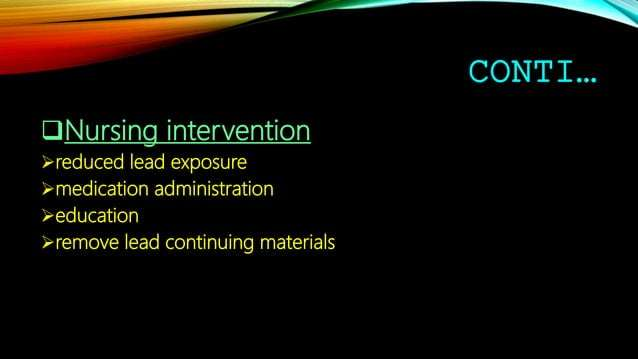 CONTI...
Nursing intervention
reduced lead exposure
medication administration
education
remove lead continuing materials